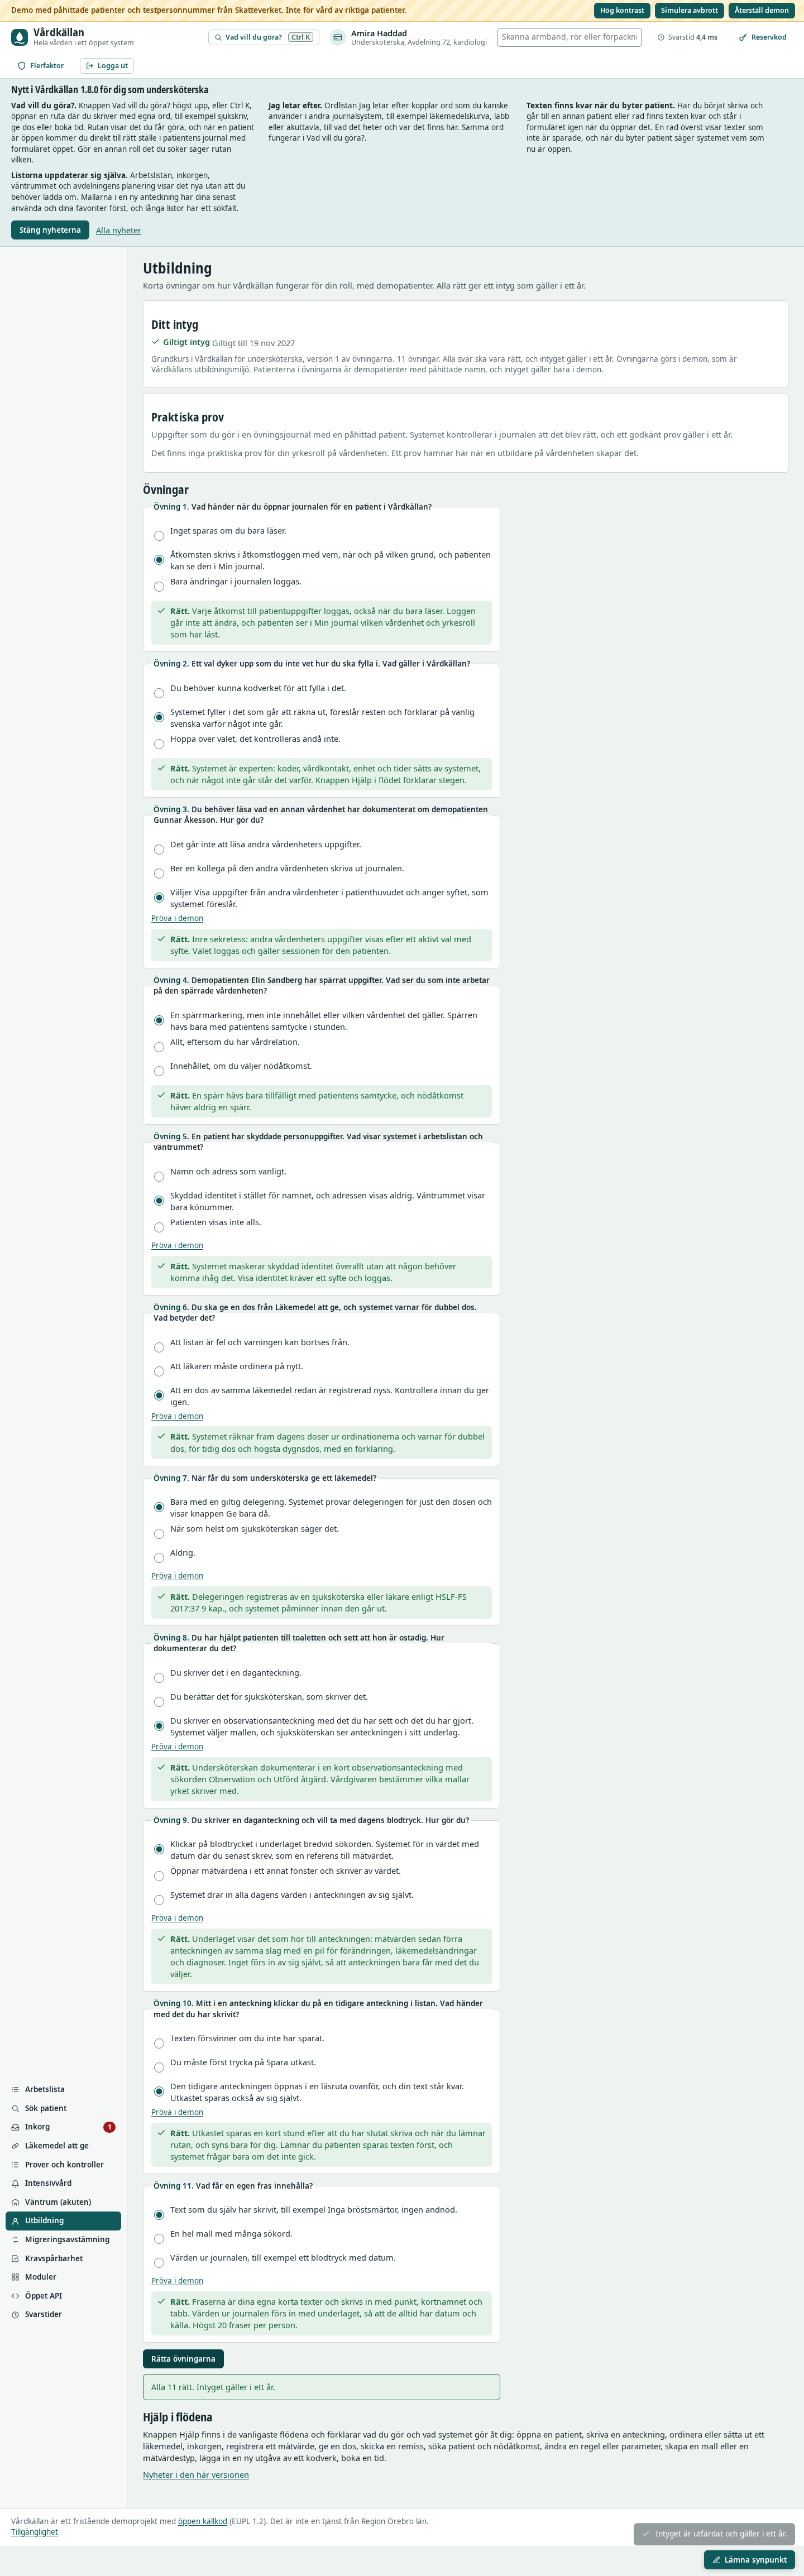 Demo med påhittade patienter och testpersonnummer från Skatteverket. Inte för vård av riktiga patienter.
Hög kontrast
Simulera avbrott
Återställ demon
Vårdkällan
Hela vården i ett öppet system
Vad vill du göra? Ctrl K
Amira Haddad
Undersköterska, Avdelning 72, kardiologi
Skanna armband, rör eller förpackni
Svarstid 4,4 ms
Reservkod
Flerfaktor
Logga ut
Nytt i Vårdkällan 1.8.0 för dig som undersköterska
Vad vill du göra?. Knappen Vad vill du göra? högst upp, eller Ctrl K,
öppnar en ruta där du skriver med egna ord, till exempel sjukskriv,
ge dos eller boka tid. Rutan visar det du får göra, och när en patient
är öppen kommer du direkt till rätt ställe i patientens journal med
formuläret öppet. Gör en annan roll det du söker säger rutan
vilken.
Jag letar efter. Ordlistan Jag letar efter kopplar ord som du kanske
använder i andra journalsystem, till exempel läkemedelskurva, labb
eller akuttavla, till vad det heter och var det finns här. Samma ord
fungerar i Vad vill du göra?.
Texten finns kvar när du byter patient. Har du börjat skriva och
går till en annan patient eller rad finns texten kvar och står i
formuläret igen när du öppnar det. En rad överst visar texter som
inte är sparade, och när du byter patient säger systemet vem som
nu är öppen.
Listorna uppdaterar sig själva. Arbetslistan, inkorgen,
väntrummet och avdelningens planering visar det nya utan att du
behöver ladda om. Mallarna i en ny anteckning har dina senast
använda och dina favoriter först, och långa listor har ett sökfält.
Stäng nyheterna
Alla nyheter
Utbildning
Korta övningar om hur Vårdkällan fungerar för din roll, med demopatienter. Alla rätt ger ett intyg som gäller i ett år.
Ditt intyg
Giltigt intyg Giltigt till 19 nov 2027
Grundkurs i Vårdkällan för undersköterska, version 1 av övningarna. 11 övningar. Alla svar ska vara rätt, och intyget gäller i ett år. Övningarna görs i demon, som är
Vårdkällans utbildningsmiljö. Patienterna i övningarna är demopatienter med påhittade namn, och intyget gäller bara i demon.
Praktiska prov
Uppgifter som du gör i en övningsjournal med en påhittad patient. Systemet kontrollerar i journalen att det blev rätt, och ett godkänt prov gäller i ett år.
Det finns inga praktiska prov för din yrkesroll på vårdenheten. Ett prov hamnar här när en utbildare på vårdenheten skapar det.
Övningar
Övning 1. Vad händer när du öppnar journalen för en patient i Vårdkällan?
Inget sparas om du bara läser.
Åtkomsten skrivs i åtkomstloggen med vem, när och på vilken grund, och patienten
kan se den i Min journal.
Bara ändringar i journalen loggas.
Rätt. Varje åtkomst till patientuppgifter loggas, också när du bara läser. Loggen
går inte att ändra, och patienten ser i Min journal vilken vårdenhet och yrkesroll
som har läst.
Övning 2. Ett val dyker upp som du inte vet hur du ska fylla i. Vad gäller i Vårdkällan?
Du behöver kunna kodverket för att fylla i det.
Systemet fyller i det som går att räkna ut, föreslår resten och förklarar på vanlig
svenska varför något inte går.
Hoppa över valet, det kontrolleras ändå inte.
Rätt. Systemet är experten: koder, vårdkontakt, enhet och tider sätts av systemet,
och när något inte går står det varför. Knappen Hjälp i flödet förklarar stegen.
Övning 3. Du behöver läsa vad en annan vårdenhet har dokumenterat om demopatienten
Gunnar Åkesson. Hur gör du?
Det går inte att läsa andra vårdenheters uppgifter.
Ber en kollega på den andra vårdenheten skriva ut journalen.
Väljer Visa uppgifter från andra vårdenheter i patienthuvudet och anger syftet, som
systemet föreslår.
Pröva i demon
Rätt. Inre sekretess: andra vårdenheters uppgifter visas efter ett aktivt val med
syfte. Valet loggas och gäller sessionen för den patienten.
Övning 4. Demopatienten Elin Sandberg har spärrat uppgifter. Vad ser du som inte arbetar
på den spärrade vårdenheten?
En spärrmarkering, men inte innehållet eller vilken vårdenhet det gäller. Spärren
hävs bara med patientens samtycke i stunden.
Allt, eftersom du har vårdrelation.
Innehållet, om du väljer nödåtkomst.
Rätt. En spärr hävs bara tillfälligt med patientens samtycke, och nödåtkomst
häver aldrig en spärr.
Övning 5. En patient har skyddade personuppgifter. Vad visar systemet i arbetslistan och
väntrummet?
Namn och adress som vanligt.
Skyddad identitet i stället för namnet, och adressen visas aldrig. Väntrummet visar
bara könummer.
Patienten visas inte alls.
Pröva i demon
Rätt. Systemet maskerar skyddad identitet överallt utan att någon behöver
komma ihåg det. Visa identitet kräver ett syfte och loggas.
Övning 6. Du ska ge en dos från Läkemedel att ge, och systemet varnar för dubbel dos.
Vad betyder det?
Att listan är fel och varningen kan bortses från.
Att läkaren måste ordinera på nytt.
Att en dos av samma läkemedel redan är registrerad nyss. Kontrollera innan du ger
igen.
Pröva i demon
Rätt. Systemet räknar fram dagens doser ur ordinationerna och varnar för dubbel
dos, för tidig dos och högsta dygnsdos, med en förklaring.
Övning 7. När får du som undersköterska ge ett läkemedel?
Bara med en giltig delegering. Systemet prövar delegeringen för just den dosen och
visar knappen Ge bara då.
När som helst om sjuksköterskan säger det.
Aldrig.
Pröva i demon
Rätt. Delegeringen registreras av en sjuksköterska eller läkare enligt HSLF-FS
2017:37 9 kap., och systemet påminner innan den går ut.
Övning 8. Du har hjälpt patienten till toaletten och sett att hon är ostadig. Hur
dokumenterar du det?
Du skriver det i en daganteckning.
Du berättar det för sjuksköterskan, som skriver det.
Du skriver en observationsanteckning med det du har sett och det du har gjort.
Systemet väljer mallen, och sjuksköterskan ser anteckningen i sitt underlag.
Pröva i demon
Rätt. Undersköterskan dokumenterar i en kort observationsanteckning med
sökorden Observation och Utförd åtgärd. Vårdgivaren bestämmer vilka mallar
yrket skriver med.
Övning 9. Du skriver en daganteckning och vill ta med dagens blodtryck. Hur gör du?
Klickar på blodtrycket i underlaget bredvid sökorden. Systemet för in värdet med
datum där du senast skrev, som en referens till mätvärdet.
Öppnar mätvärdena i ett annat fönster och skriver av värdet.
Systemet drar in alla dagens värden i anteckningen av sig självt.
Pröva i demon
Rätt. Underlaget visar det som hör till anteckningen: mätvärden sedan förra
anteckningen av samma slag med en pil för förändringen, läkemedelsändringar
och diagnoser. Inget förs in av sig självt, så att anteckningen bara får med det du
väljer.
Övning 10. Mitt i en anteckning klickar du på en tidigare anteckning i listan. Vad händer
med det du har skrivit?
Texten försvinner om du inte har sparat.
Du måste först trycka på Spara utkast.
Den tidigare anteckningen öppnas i en läsruta ovanför, och din text står kvar.
Utkastet sparas också av sig självt.
Pröva i demon
Rätt. Utkastet sparas en kort stund efter att du har slutat skriva och när du lämnar
rutan, och syns bara för dig. Lämnar du patienten sparas texten först, och
systemet frågar bara om det inte gick.
Övning 11. Vad får en egen fras innehålla?
Text som du själv har skrivit, till exempel Inga bröstsmärtor, ingen andnöd.
En hel mall med många sökord.
Värden ur journalen, till exempel ett blodtryck med datum.
Pröva i demon
Rätt. Fraserna är dina egna korta texter och skrivs in med punkt, kortnamnet och
tabb. Värden ur journalen förs in med underlaget, så att de alltid har datum och
källa. Högst 20 fraser per person.
Rätta övningarna
Alla 11 rätt. Intyget gäller i ett år.
Hjälp i flödena
Knappen Hjälp finns i de vanligaste flödena och förklarar vad du gör och vad systemet gör åt dig: öppna en patient, skriva en anteckning, ordinera eller sätta ut ett
läkemedel, inkorgen, registrera ett mätvärde, ge en dos, skicka en remiss, söka patient och nödåtkomst, ändra en regel eller parameter, skapa en mall eller en
mätvärdestyp, lägga in en ny utgåva av ett kodverk, boka en tid.
Nyheter i den här versionen
Arbetslista
Sök patient
Inkorg 1
Läkemedel att ge
Prover och kontroller
Intensivvård
Väntrum (akuten)
Utbildning
Migreringsavstämning
Kravspårbarhet
Moduler
Öppet API
Svarstider
Vårdkällan är ett fristående demoprojekt med öppen källkod (EUPL 1.2). Det är inte en tjänst från Region Örebro län.
Tillgänglighet
Intyget är utfärdat och gäller i ett år.
Lämna synpunkt